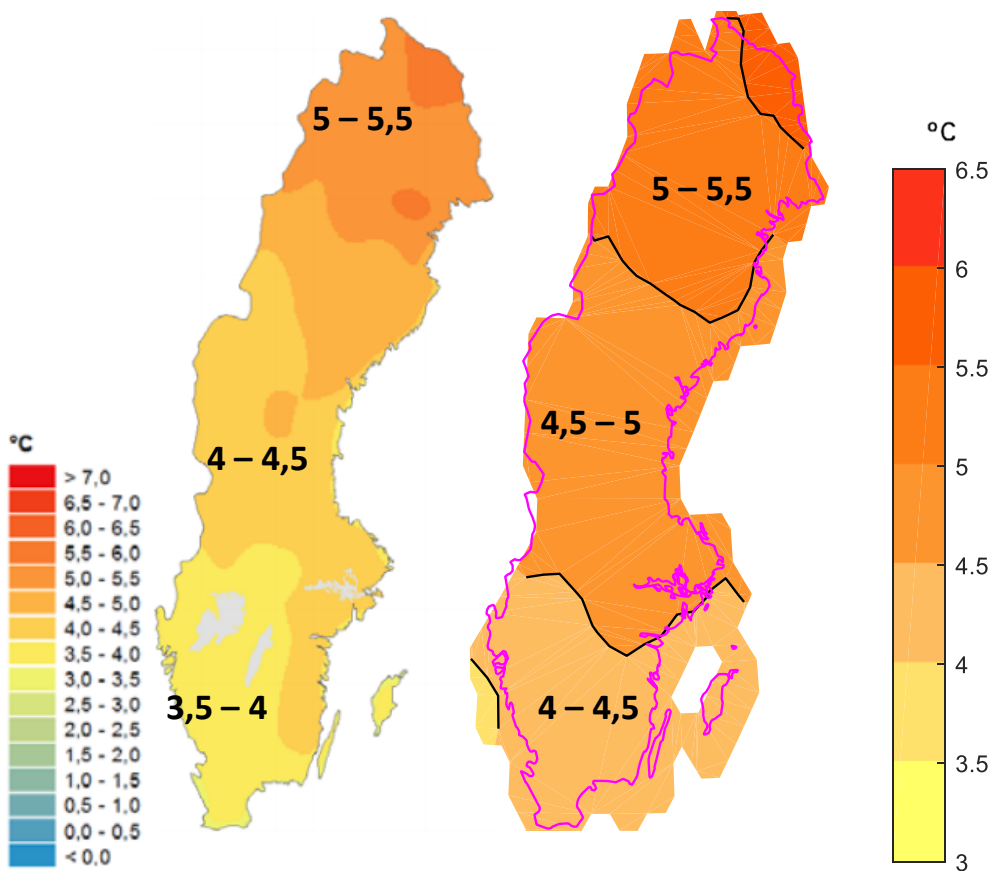 5 – 5,5
4 – 4,5
3,5 – 4
°C
> 7,0
6,5 - 7,0
6,0 - 6,5
5,5 - 6,0
5,0 - 5,5
4,5 - 5,0
4,0 - 4,5
3,5 - 4,0
3,0 - 3,5
2,5 - 3,0
2,0 - 2,5
1,5 - 2,0
1,0 - 1,5
0,5 - 1,0
0,0 - 0,5
< 0,0
5 – 5,5
4,5 – 5
4 – 4,5
°C
6.5
6
5.5
5
4.5
4
3.5
3